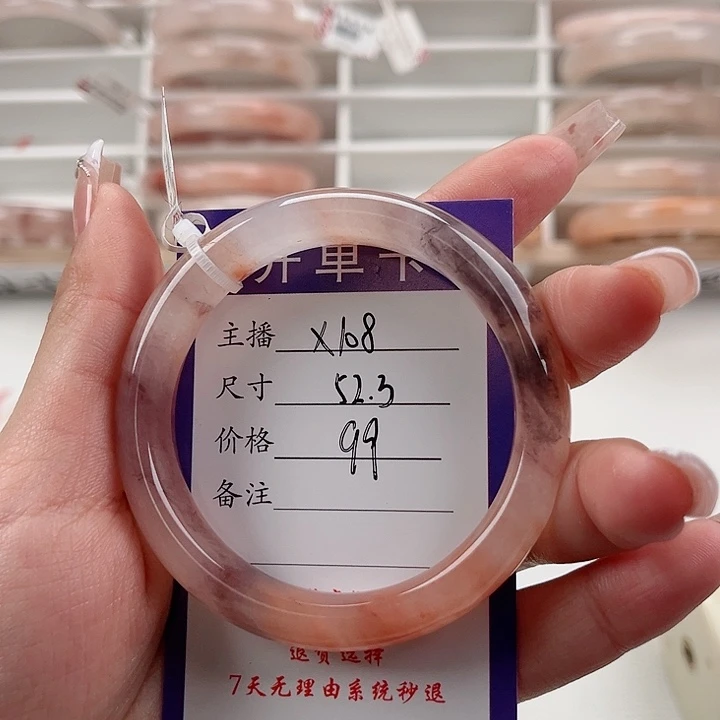 开单卡
主播 X108
尺寸 52.3
价格 99
备注
退货选择
7天无理由系统秒退